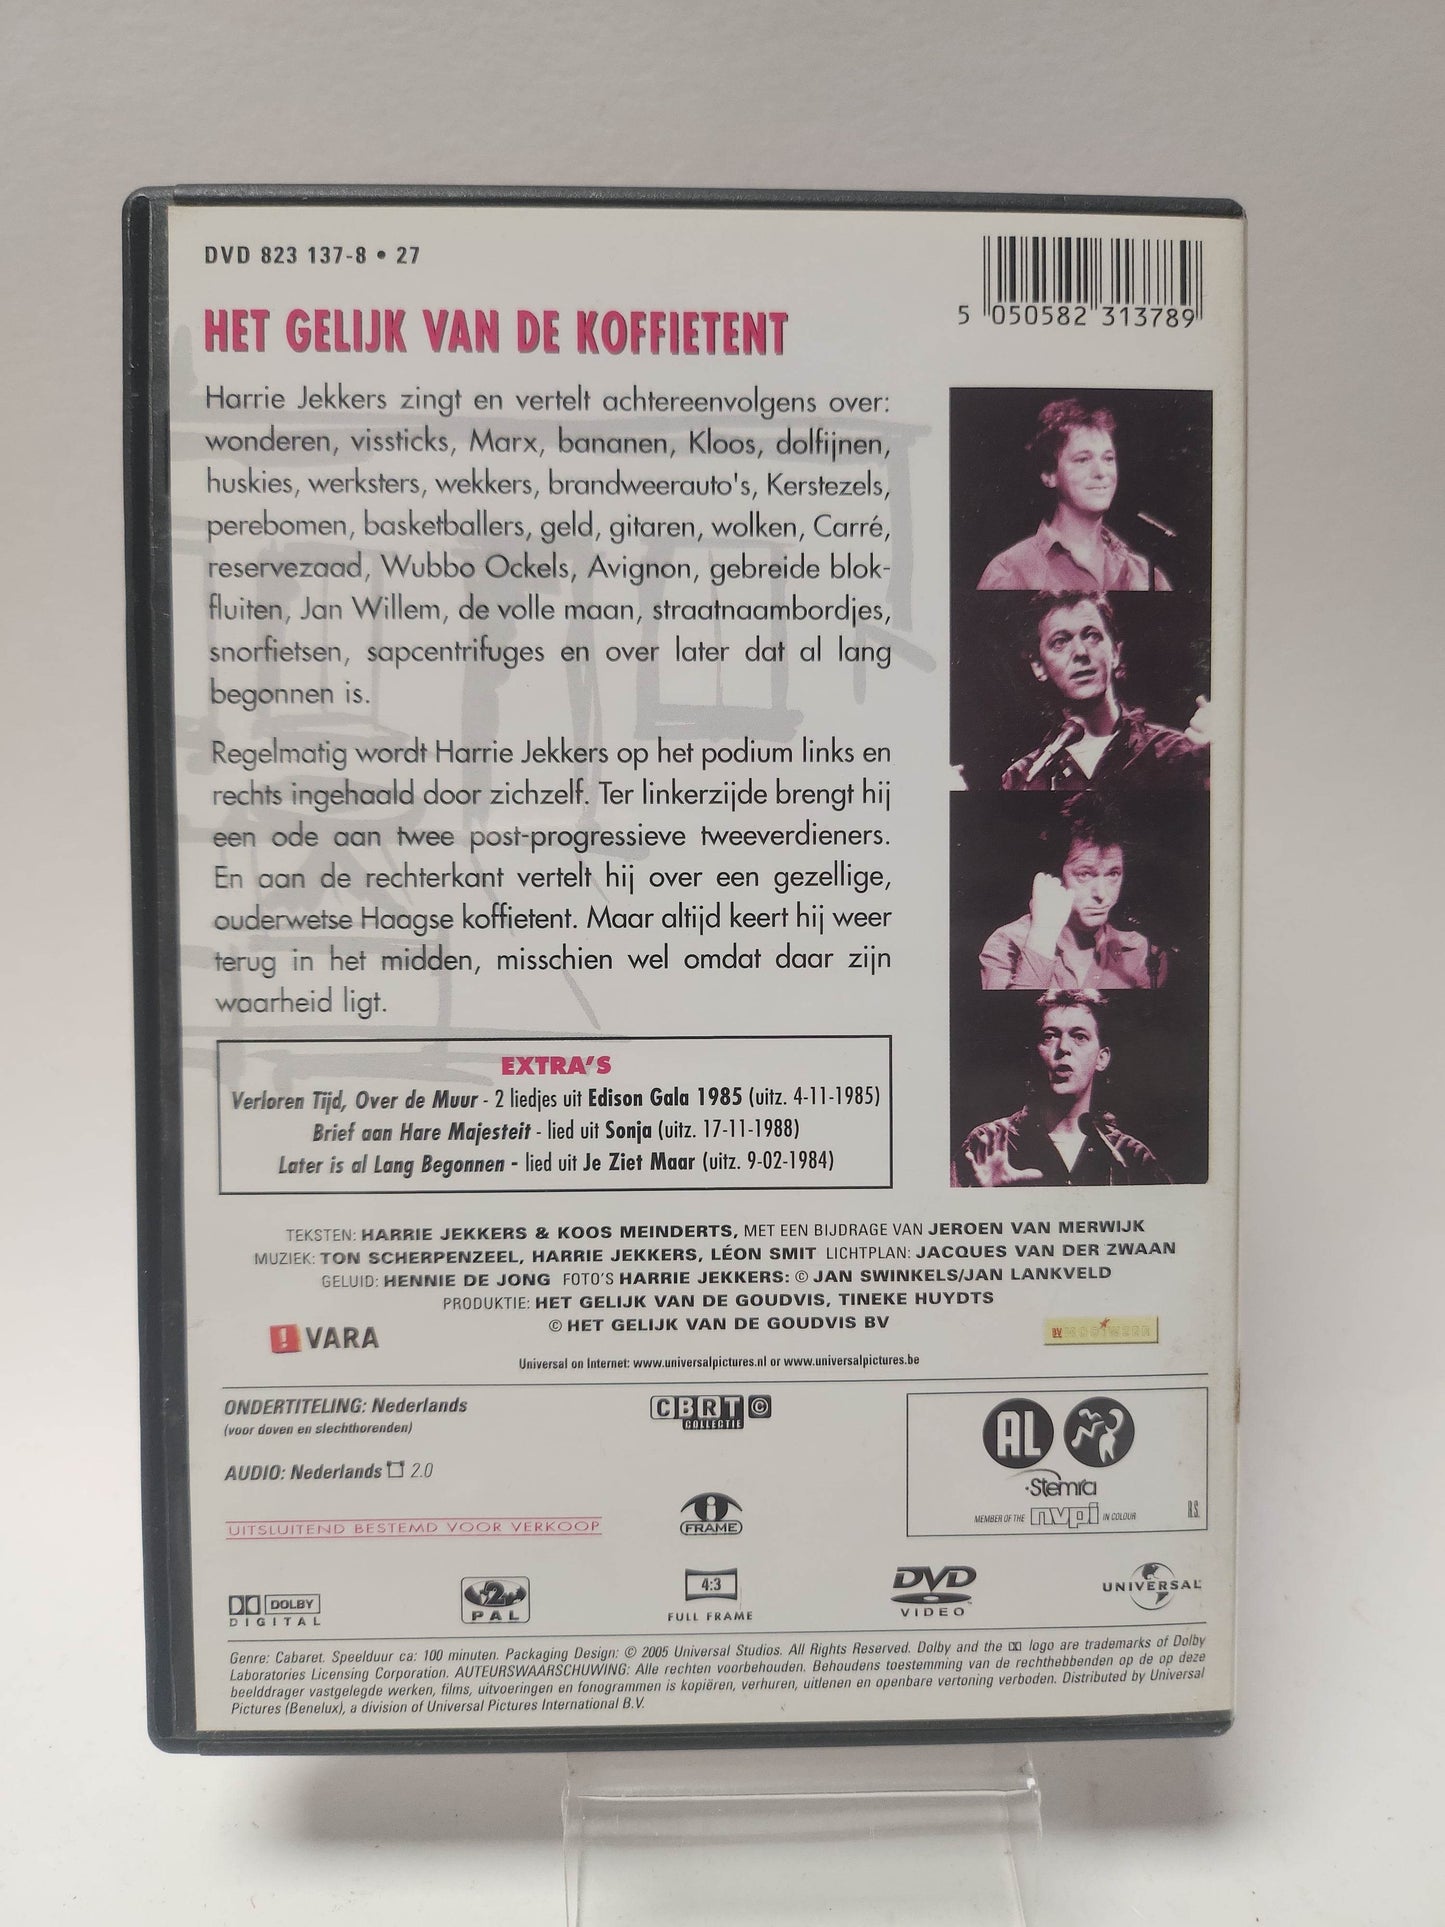 DVD 823 137-8 • 27
5 050582 313789
HET GELIJK VAN DE KOFFIETENT
Harrie Jekkers zingt en vertelt achtereenvolgens over:
wonderen, vissticks, Marx, bananen, Kloos, dolfijnen,
huskies, werksters, wekkers, brandweerauto's, Kerstezels,
perebomen, basketballers, geld, gitaren, wolken, Carré,
reservezaad, Wubbo Ockels, Avignon, gebreide blok-
fluiten, Jan Willem, de volle maan, straatnaambordjes,
snorfietsen, sapcentrifuges en over later dat al lang
begonnen is.
Regelmatig wordt Harrie Jekkers op het podium links en
rechts ingehaald door zichzelf. Ter linkerzijde brengt hij
een ode aan twee post-progressieve tweeverdieners.
En aan de rechterkant vertelt hij over een gezellige,
ouderwetse Haagse koffietent. Maar altijd keert hij weer
terug in het midden, misschien wel omdat daar zijn
waarheid ligt.
EXTRA'S
Verloren Tijd, Over de Muur - 2 liedjes uit Edison Gala 1985 (uitz. 4-11-1985)
Brief aan Hare Majesteit - lied uit Sonja (uitz. 17-11-1988)
Later is al Lang Begonnen - lied uit Je Ziet Maar (uitz. 9-02-1984)
TEKSTEN: HARRIE JEKKERS & KOOS MEINDERTS, MET EEN BIJDRAGE VAN JEROEN VAN MERWIJK
MUZIEK: TON SCHERPENZEEL, HARRIE JEKKERS, LÉON SMIT LICHTPLAN: JACQUES VAN DER ZWAAN
GELUID: HENNIE DE JONG FOTO'S HARRIE JEKKERS: © JAN SWINKELS/JAN LANKVELD
PRODUKTIE: HET GELIJK VAN DE GOUDVIS, TINEKE HUYDTS
© HET GELIJK VAN DE GOUDVIS BV
VARA
BV MOOIWEER
Universal on Internet: www.universalpictures.nl or www.universalpictures.be
ONDERTITELING: Nederlands
(voor doven en slechthorenden)
AUDIO: Nederlands 2.0
UITSLUITEND BESTEMD VOOR VERKOOP
CBRT ©
COLLECTIE
i
FRAME
AL
Stemra
MEMBER OF THE nvpi IN COLOUR
R.S.
DOLBY
DIGITAL
2
PAL
4:3
FULL FRAME
DVD
VIDEO
UNIVERSAL
Genre: Cabaret. Speelduur ca: 100 minuten. Packaging Design: © 2005 Universal Studios. All Rights Reserved. Dolby and the logo are trademarks of Dolby
Laboratories Licensing Corporation. AUTEURSWAARSCHUWING: Alle rechten voorbehouden. Behoudens toestemming van de rechthebbenden op de op deze
beelddrager vastgelegde werken, films, uitvoeringen en fonogrammen is kopiëren, verhuren, uitlenen en openbare vertoning verboden. Distributed by Universal
Pictures (Benelux), a division of Universal Pictures International B.V.